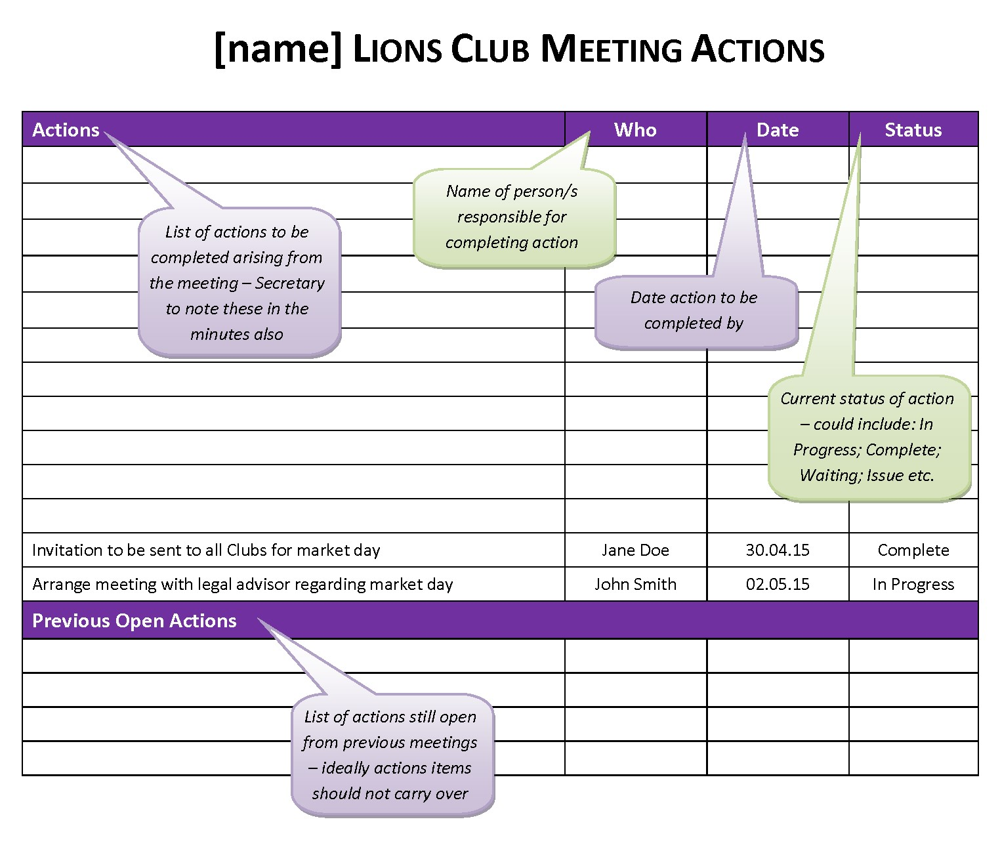 [name] LIONS CLUB MEETING ACTIONS
Actions Who Date Status
Name of person/s
responsible for
completing action
List of actions to be
completed arising from
the meeting – Secretary
to note these in the
minutes also
Date action to be
completed by
Current status of action
– could include: In
Progress; Complete;
Waiting; Issue etc.
Invitation to be sent to all Clubs for market day Jane Doe 30.04.15 Complete
Arrange meeting with legal advisor regarding market day John Smith 02.05.15 In Progress
Previous Open Actions
List of actions still open
from previous meetings
– ideally actions items
should not carry over